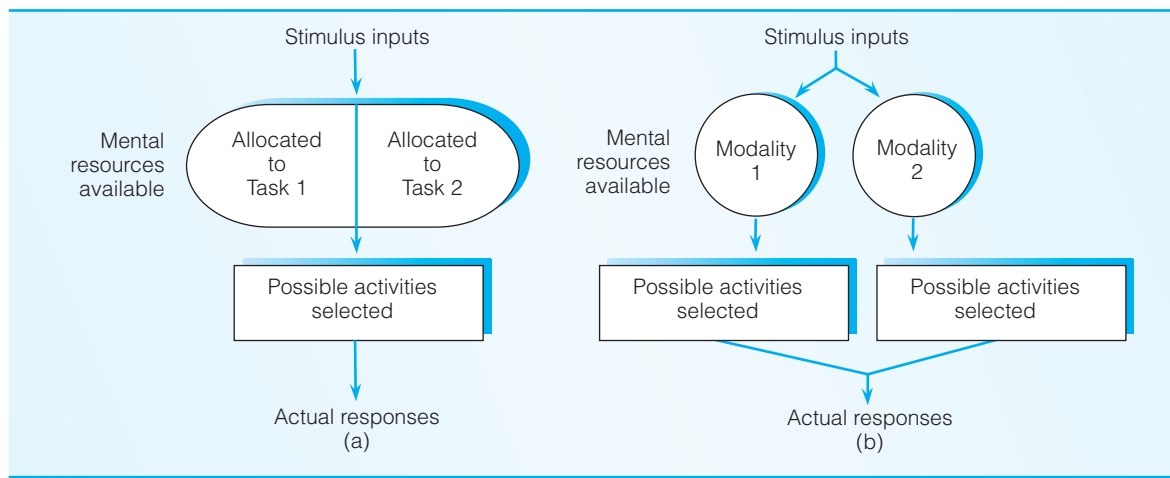 Stimulus inputs
Mental
resources
available
Allocated
to
Task 1
Allocated
to
Task 2
Possible activities
selected
Actual responses
(a)
Stimulus inputs
Mental
resources
available
Modality
1
Modality
2
Possible activities
selected
Possible activities
selected
Actual responses
(b)